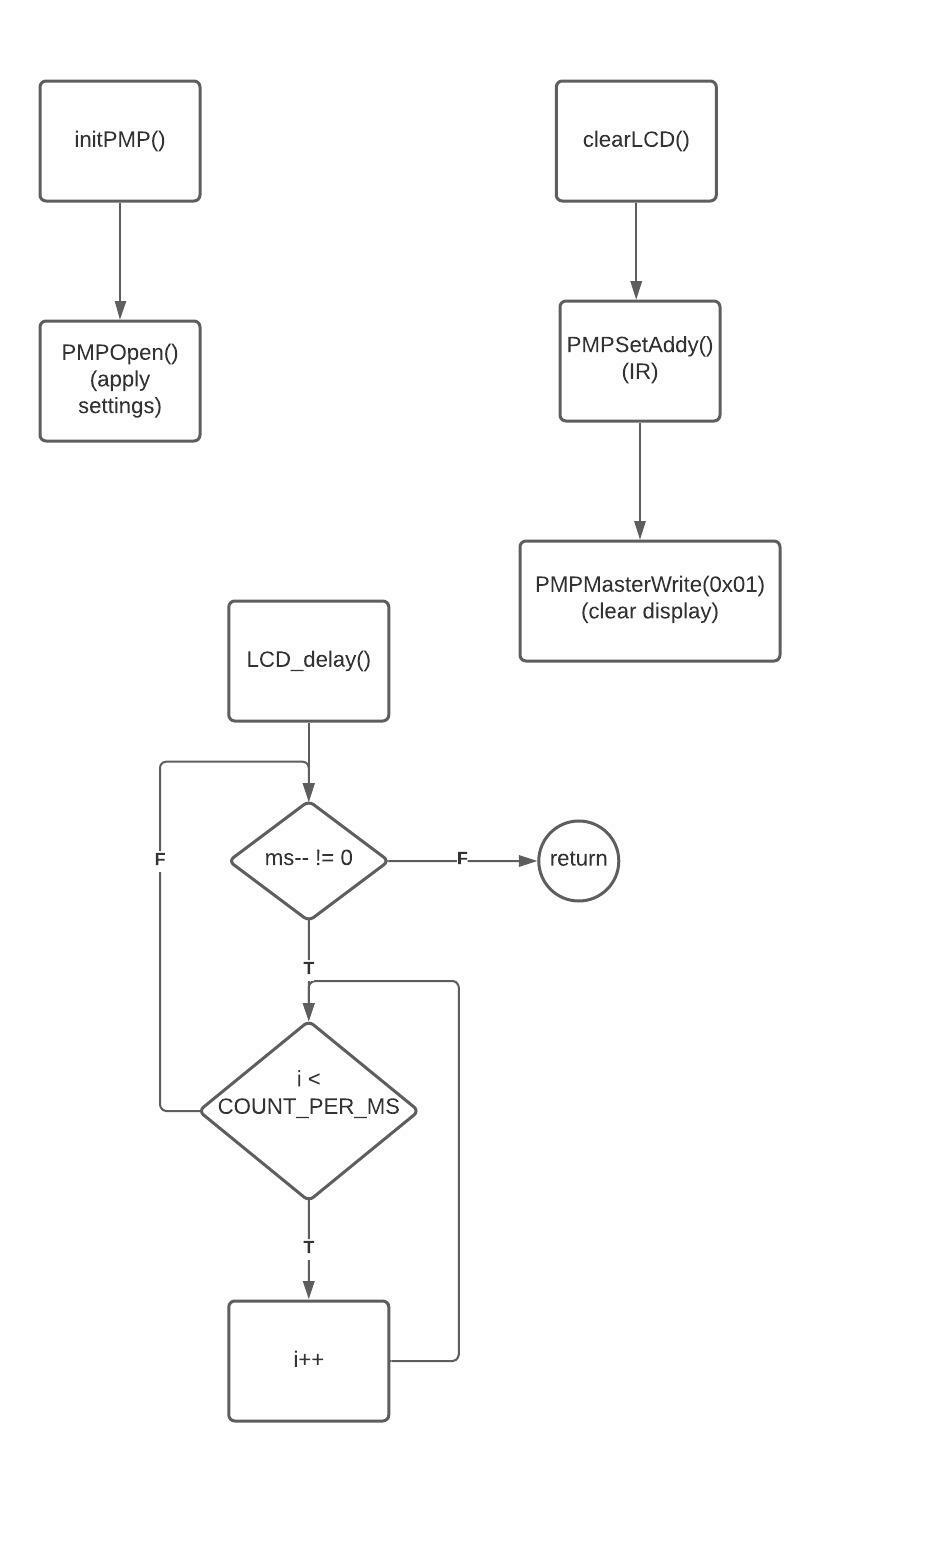 initPMP()
clearLCD()
PMPOpen()
(apply
settings)
PMPSetAddy()
(IR)
PMPMasterWrite(0x01)
(clear display)
LCD_delay()
ms-- != 0
F
F
return
T
i <
COUNT_PER_MS
T
i++